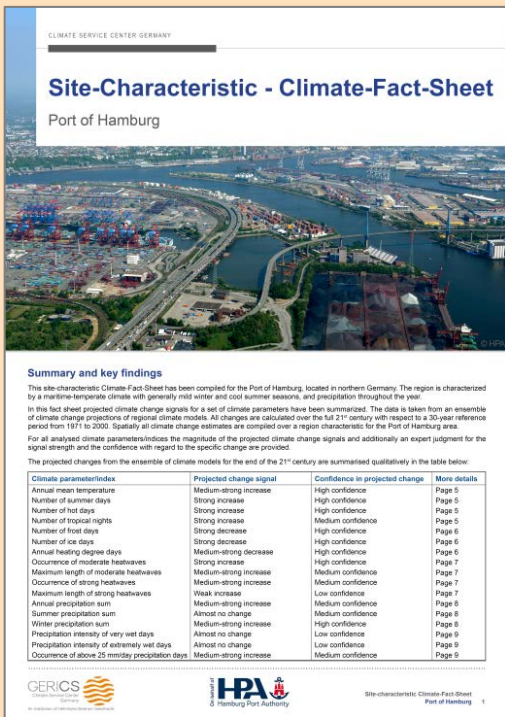 CLIMATE SERVICE CENTER GERMANY
Site-Characteristic - Climate-Fact-Sheet
Port of Hamburg
© HPA
Summary and key findings
This site-characteristic Climate-Fact-Sheet has been compiled for the Port of Hamburg, located in northern Germany. The region is characterized
by a maritime-temperate climate with generally mild winter and cool summer seasons, and precipitation throughout the year.
In this fact sheet projected climate change signals for a set of climate parameters have been summarized. The data is taken from an ensemble
of climate change projections of regional climate models. All changes are calculated over the full 21st century with respect to a 30-year reference
period from 1971 to 2000. Spatially all climate change estimates are compiled over a region characteristic for the Port of Hamburg area.
For all analysed climate parameters/indices the magnitude of the projected climate change signals and additionally an expert judgment for the
signal strength and the confidence with regard to the specific change are provided.
The projected changes from the ensemble of climate models for the end of the 21st century are summarised qualitatively in the table below:
Climate parameter/index Projected change signal Confidence in projected change More details
Annual mean temperature Medium-strong increase High confidence Page 5
Number of summer days Strong increase High confidence Page 5
Number of hot days Strong increase High confidence Page 5
Number of tropical nights Strong increase Medium confidence Page 5
Number of frost days Strong decrease High confidence Page 6
Number of ice days Strong decrease High confidence Page 6
Annual heating degree days Medium-strong decrease High confidence Page 6
Occurrence of moderate heatwaves Strong increase High confidence Page 7
Maximum length of moderate heatwaves Medium-strong increase Medium confidence Page 7
Occurrence of strong heatwaves Medium-strong increase Medium confidence Page 7
Maximum length of strong heatwaves Weak increase Low confidence Page 7
Annual precipitation sum Medium-strong increase Medium confidence Page 8
Summer precipitation sum Almost no change Medium confidence Page 8
Winter precipitation sum Medium-strong increase High confidence Page 8
Precipitation intensity of very wet days Almost no change Low confidence Page 9
Precipitation intensity of extremely wet days Almost no change Low confidence Page 9
Occurrence of above 25 mm/day precipitation days Medium-strong increase Medium confidence Page 9
GERICS
Climate Service Center
Germany
On behalf of
HPA
Hamburg Port Authority
Site-characteristic Climate-Fact-Sheet
Port of Hamburg 1